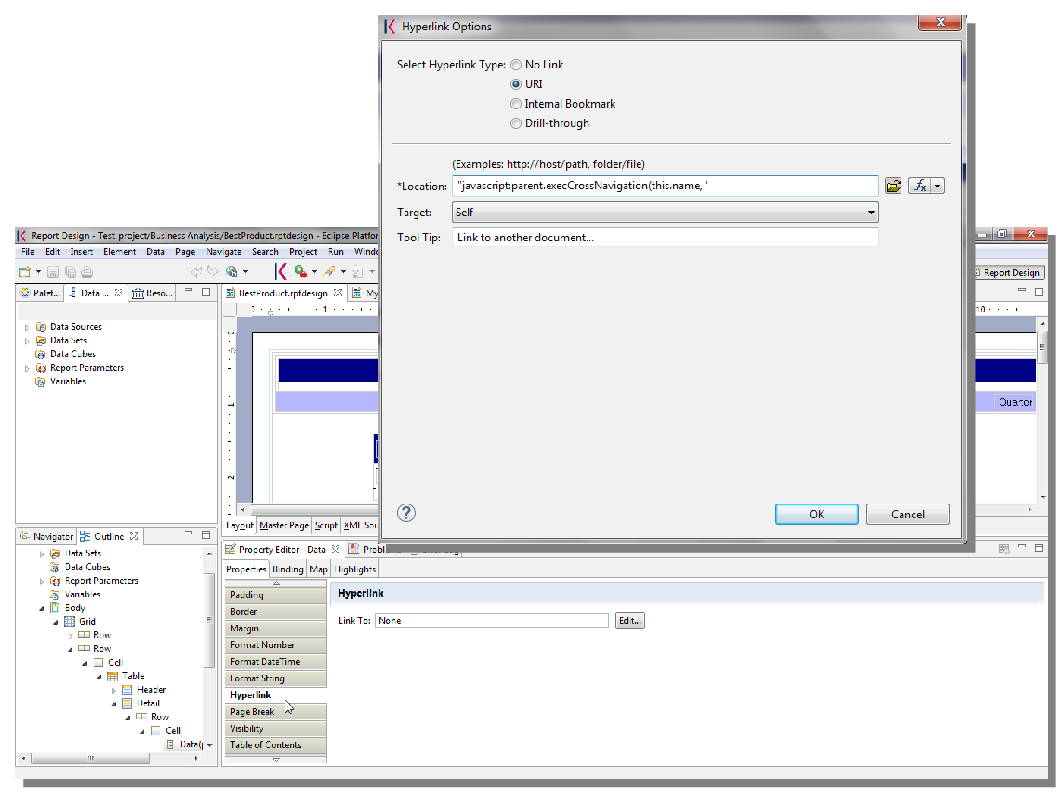 Hyperlink Options
Select Hyperlink Type:
No Link
URI
Internal Bookmark
Drill-through
(Examples: http://host/path, folder/file)
*Location: "javascript:parent.execCrossNavigation(this.name, '
Target: Self
Tool Tip: Link to another document...
OK
Cancel
Report Design - Test-project/Business Analysis/BestProduct.rptdesign - Eclipse Platfor
File Edit Insert Element Data Page Navigate Search Project Run Windo
Report Design
Palet...
Data ...
Reso...
BestProduct.rptdesign
My
Data Sources
Data Sets
Data Cubes
Report Parameters
Variables
Quarter
Layout
Master Page
Script
XML Sou
Navigator
Outline
Data Sets
Data Cubes
Report Parameters
Variables
Body
Grid
Row
Row
Cell
Table
Header
Detail
Row
Cell
Data(
Property Editor - Data
Properties
Binding
Map
Highlights
Padding
Border
Margin
Format Number
Format DateTime
Format String
Hyperlink
Page Break
Visibility
Table of Contents
Hyperlink
Link To: None
Edit...